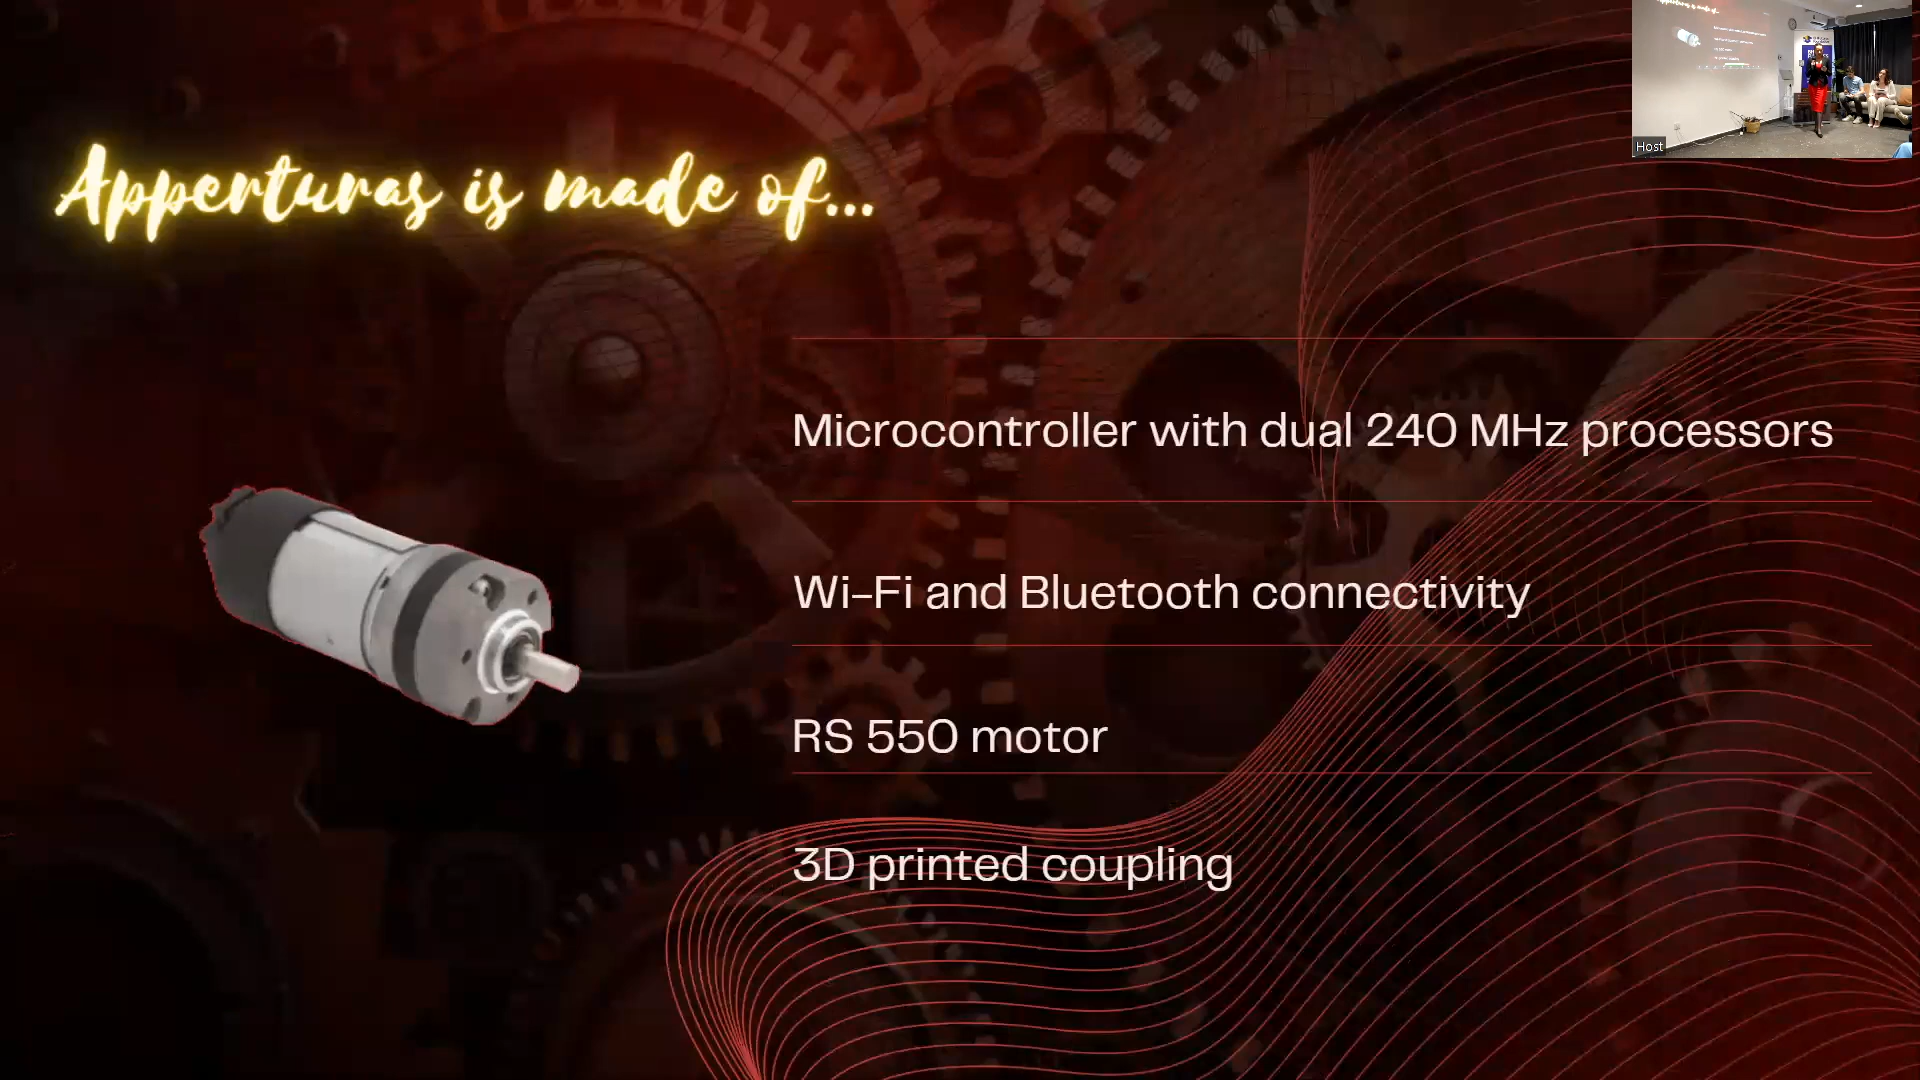 Apperturas is made of...
Host
Microcontroller with dual 240 MHz processors
Wi-Fi and Bluetooth connectivity
RS 550 motor
3D printed coupling